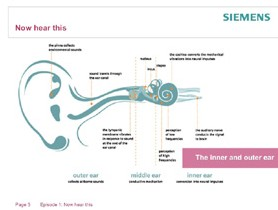 SIEMENS
Now hear this
the pinna collects
environmental sounds
sound travels through
the ear canal
malleus
incus
stapes
the cochlea converts the mechanical
vibrations into neural impulses
the tympanic
membrane vibrates
in response to sound
at the end of the
ear canal
perception
of low
frequencies
perception
of high
frequencies
the auditory nerve
conducts the signal
to brain
The inner and outer ear
outer ear
collects airborne sounds
middle ear
conductive mechanism
inner ear
conversion into neural impulses
Page 5
Episode 1: Now hear this